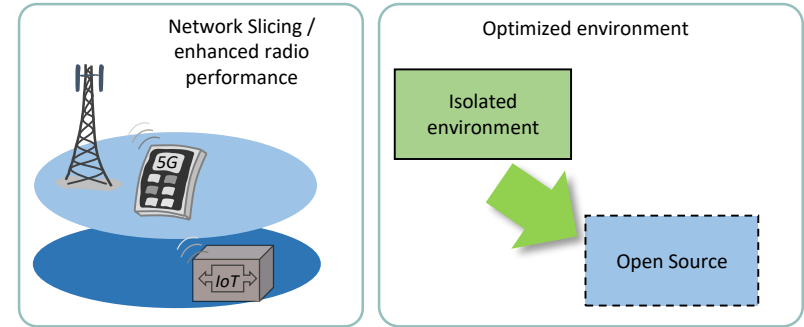 Network Slicing /
enhanced radio
performance
5G
IoT
Optimized environment
Isolated
environment
Open Source